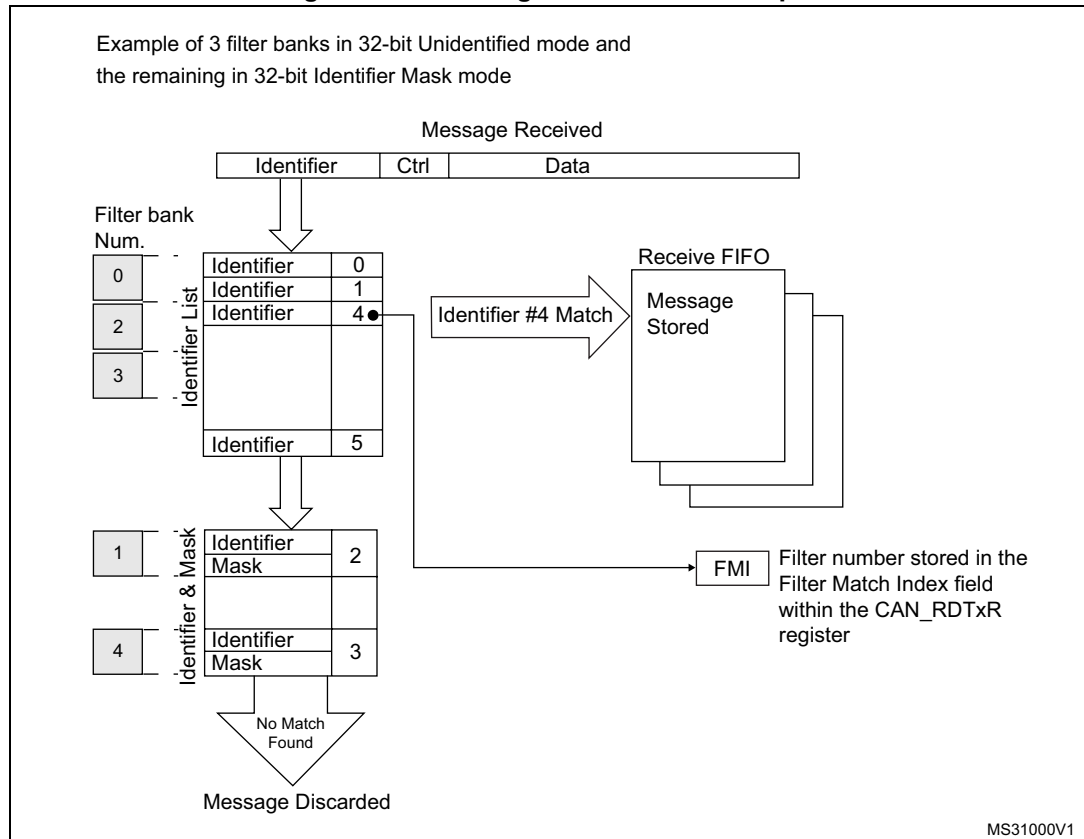 Example of 3 filter banks in 32-bit Unidentified mode and
the remaining in 32-bit Identifier Mask mode
Message Received
Identifier Ctrl Data
Filter bank
Num.
0
2
3
Identifier List
Identifier 0
Identifier 1
Identifier 4
Identifier 5
Identifier #4 Match
Receive FIFO
Message
Stored
1
4
Identifier & Mask
Identifier
Mask
2
Identifier
Mask
3
FMI
Filter number stored in the
Filter Match Index field
within the CAN_RDTxR
register
No Match
Found
Message Discarded
MS31000V1